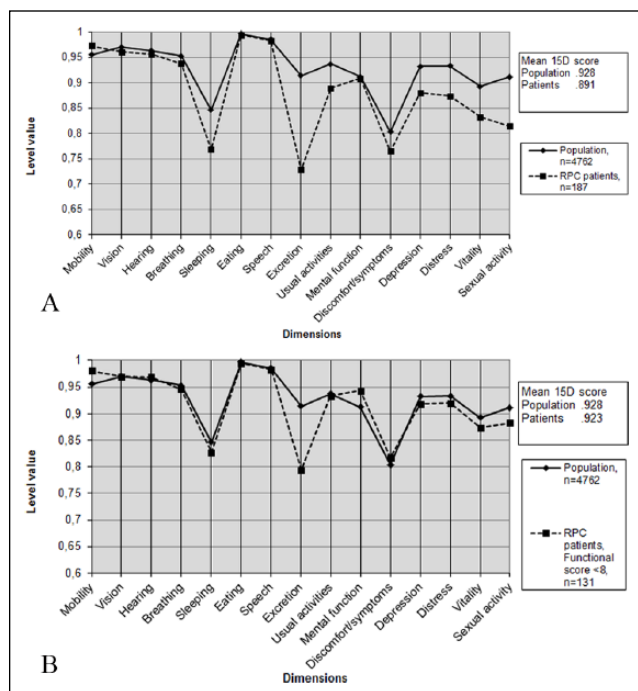 1
0,95
0,9
0,85
0,8
0,75
0,7
0,65
0,6
Level value
Mobility
Vision
Hearing
Breathing
Sleeping
Eating
Speech
Excretion
Usual activities
Mental function
Discomfort/symptoms
Depression
Distress
Vitality
Sexual activity
Dimensions
Mean 15D score
Population .928
Patients .891
Population,
n=4762
RPC patients,
n=187
A
1
0,95
0,9
0,85
0,8
0,75
0,7
0,65
0,6
Level value
Mobility
Vision
Hearing
Breathing
Sleeping
Eating
Speech
Excretion
Usual activities
Mental function
Discomfort/symptoms
Depression
Distress
Vitality
Sexual activity
Dimensions
Mean 15D score
Population .928
Patients .923
Population,
n=4762
RPC
patients,
Functional
score <8,
n=131
B